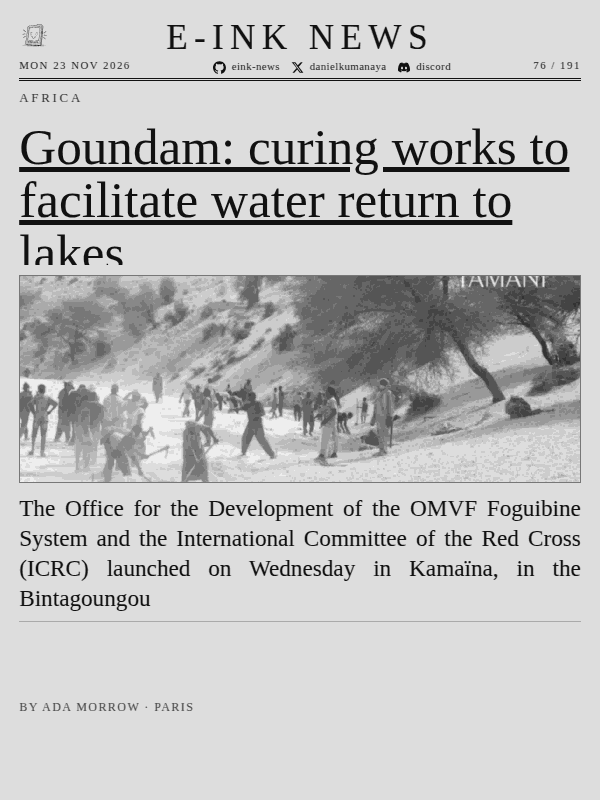 E-INK NEWS
MON 23 NOV 2026
eink-news danielkumanaya discord
76 / 191
AFRICA
Goundam: curing works to
facilitate water return to
lakes
TAMANI
The Office for the Development of the OMVF Foguibine
System and the International Committee of the Red Cross
(ICRC) launched on Wednesday in Kamaïna, in the
Bintagoungou
BY ADA MORROW · PARIS